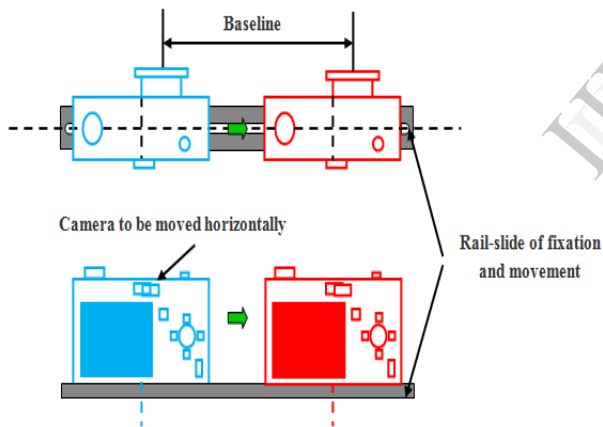 Baseline
Camera to be moved horizontally
Rail-slide of fixation
and movement